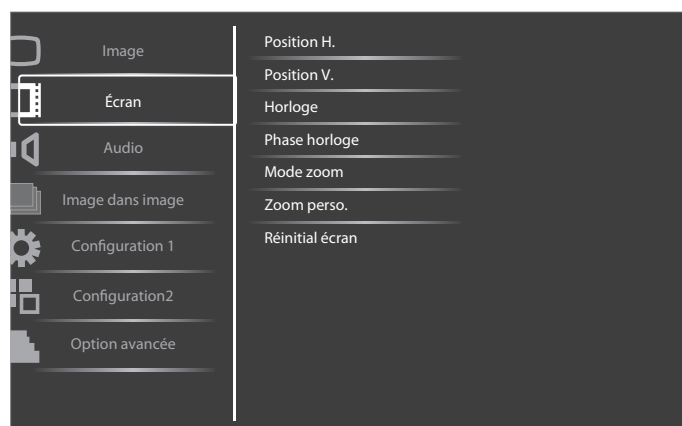 Image
Écran
Audio
Image dans image
Configuration 1
Configuration2
Option avancée
Position H.
Position V.
Horloge
Phase horloge
Mode zoom
Zoom perso.
Réinitial écran